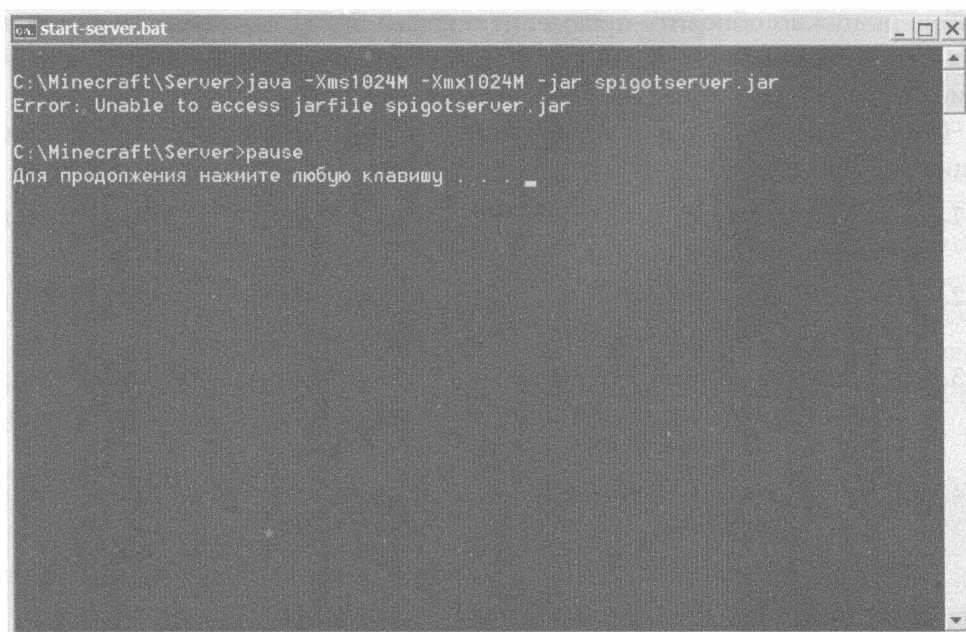 start-server.bat
C:\Minecraft\Server>java -Xms1024M -Xmx1024M -jar spigotserver.jar
Error: Unable to access jarfile spigotserver.jar
C:\Minecraft\Server>pause
Для продолжения нажмите любую клавишу . . . _